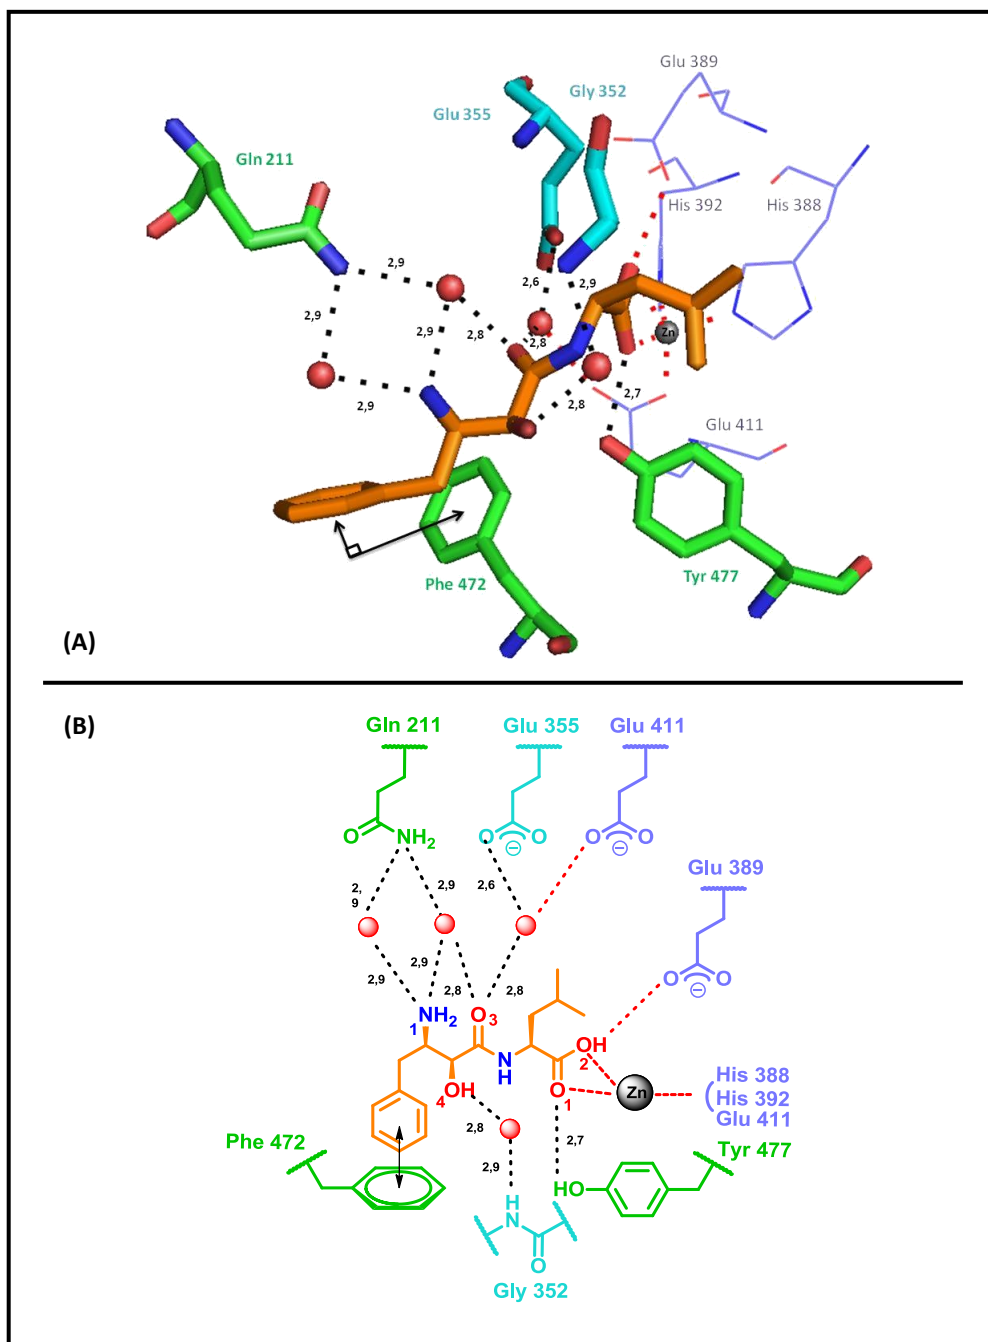 Glu 389
Glu 355
Gly 352
Gln 211
His 392
His 388
2,9
2,6
2,9
2,9
2,9
2,8
2,8
Zn
2,9
2,8
2,7
Glu 411
Phe 472
Tyr 477
(A)
(B)
Gln 211
Glu 355
Glu 411
O
NH2
O
O
O
O
Glu 389
2,
9
2,9
2,6
2,9
2,9
2,8
2,8
O
O
1
NH2
O
3
OH
2
N
H
O
1
OH
4
Zn
His 388
His 392
Glu 411
2,8
2,7
2,9
Phe 472
Tyr 477
HO
H
N
O
Gly 352